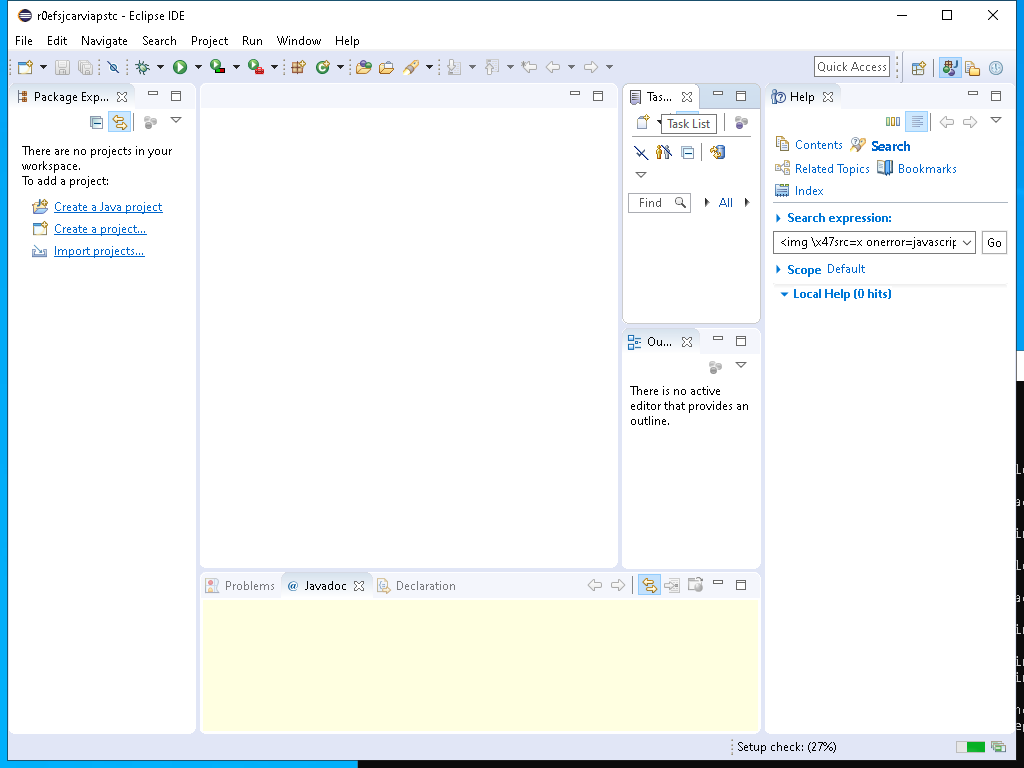 r0efsjcarviapstc - Eclipse IDE
File Edit Navigate Search Project Run Window Help
Quick Access
Package Exp...
There are no projects in your
workspace.
To add a project:
Create a Java project
Create a project...
Import projects...
Tas...
Task List
Find
All
Ou...
There is no active
editor that provides an
outline.
Help
Contents
Search
Related Topics
Bookmarks
Index
Search expression:
<img \x47src=x onerror=javascrip
Go
Scope Default
Local Help (0 hits)
Problems
@ Javadoc
Declaration
Setup check: (27%)